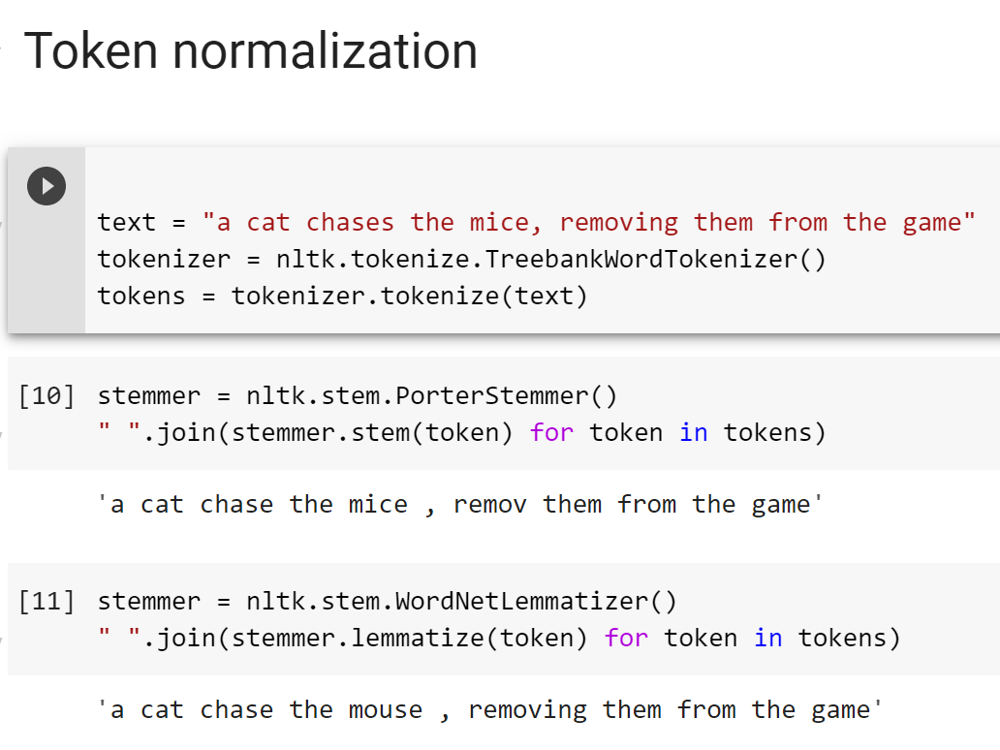 Token normalization
text = "a cat chases the mice, removing them from the game"
tokenizer = nltk.tokenize.TreebankWordTokenizer()
tokens = tokenizer.tokenize(text)
[10] stemmer = nltk.stem.PorterStemmer()
" ".join(stemmer.stem(token) for token in tokens)
'a cat chase the mice , remov them from the game'
[11] stemmer = nltk.stem.WordNetLemmatizer()
" ".join(stemmer.lemmatize(token) for token in tokens)
'a cat chase the mouse , removing them from the game'